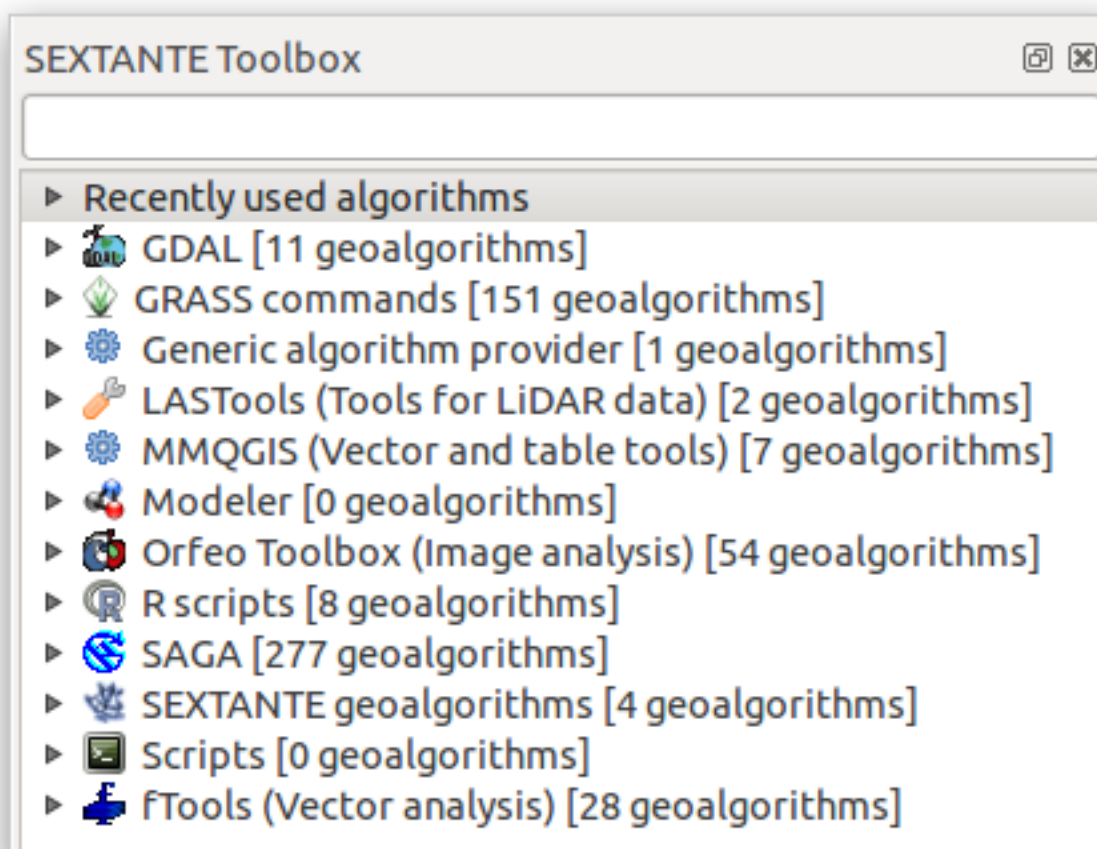 SEXTANTE Toolbox
Recently used algorithms
GDAL [11 geoalgorithms]
GRASS commands [151 geoalgorithms]
Generic algorithm provider [1 geoalgorithms]
LASTools (Tools for LiDAR data) [2 geoalgorithms]
MMQGIS (Vector and table tools) [7 geoalgorithms]
Modeler [0 geoalgorithms]
Orfeo Toolbox (Image analysis) [54 geoalgorithms]
R scripts [8 geoalgorithms]
SAGA [277 geoalgorithms]
SEXTANTE geoalgorithms [4 geoalgorithms]
Scripts [0 geoalgorithms]
fTools (Vector analysis) [28 geoalgorithms]